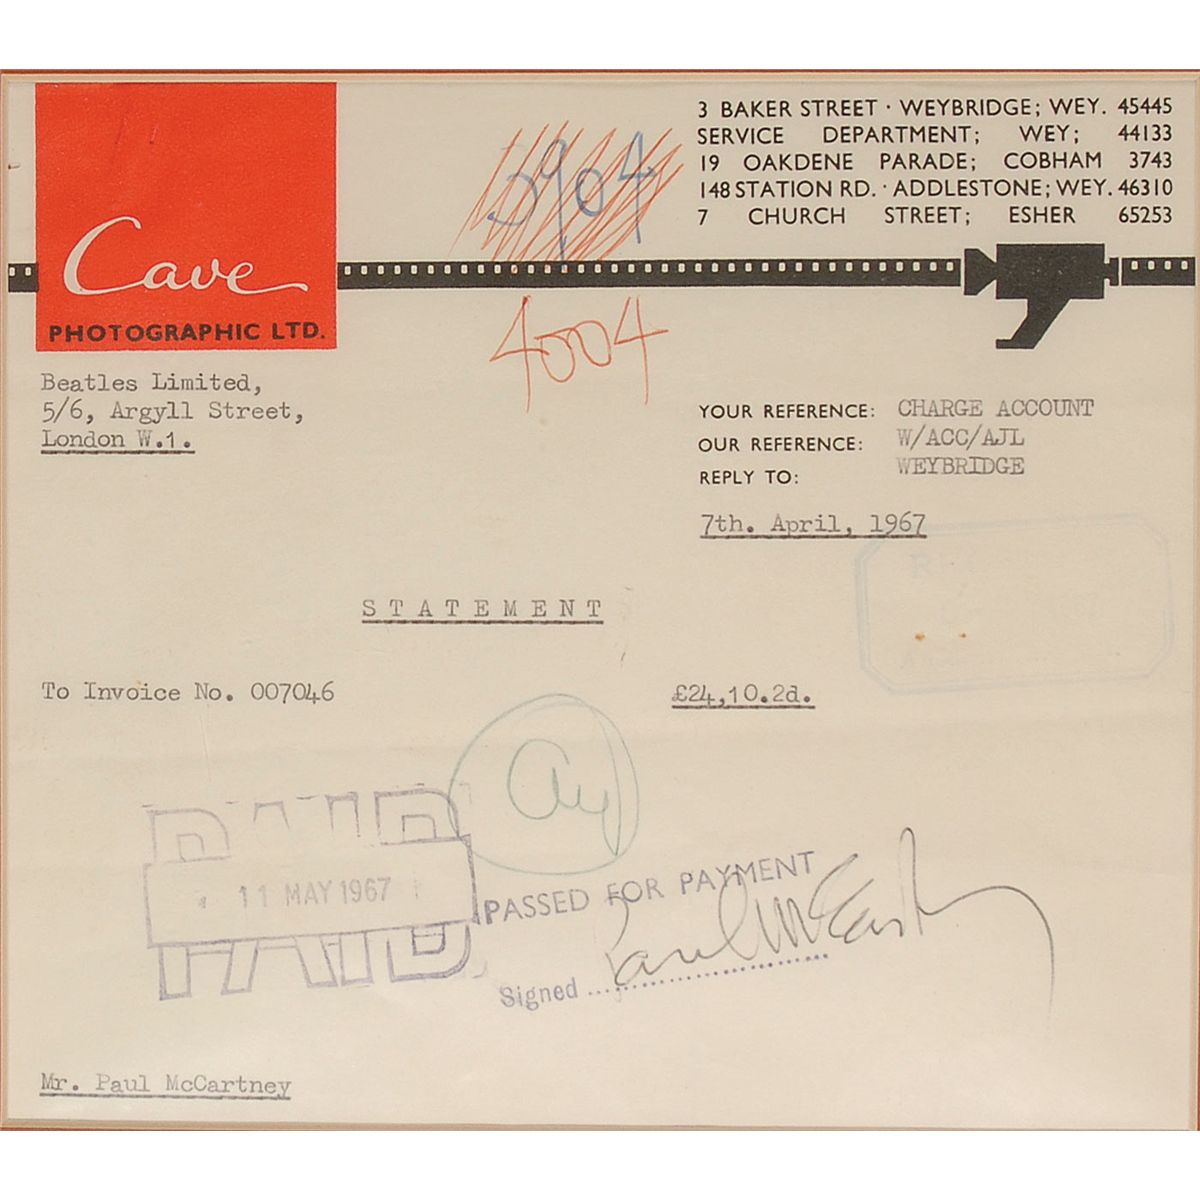 3 BAKER STREET · WEYBRIDGE; WEY. 45445
SERVICE DEPARTMENT; WEY; 44133
19 OAKDENE PARADE; COBHAM 3743
148 STATION RD. · ADDLESTONE; WEY. 46310
7 CHURCH STREET; ESHER 65253
Cave
PHOTOGRAPHIC LTD.
3904
4004
Beatles Limited,
5/6, Argyll Street,
London W.1.
YOUR REFERENCE: CHARGE ACCOUNT
OUR REFERENCE: W/ACC/AJL
REPLY TO: WEYBRIDGE
7th. April, 1967
STATEMENT
To Invoice No. 007046 £24,10.2d.
PAID
11 MAY 1967
PASSED FOR PAYMENT
Signed Paul McCartney
Mr. Paul McCartney